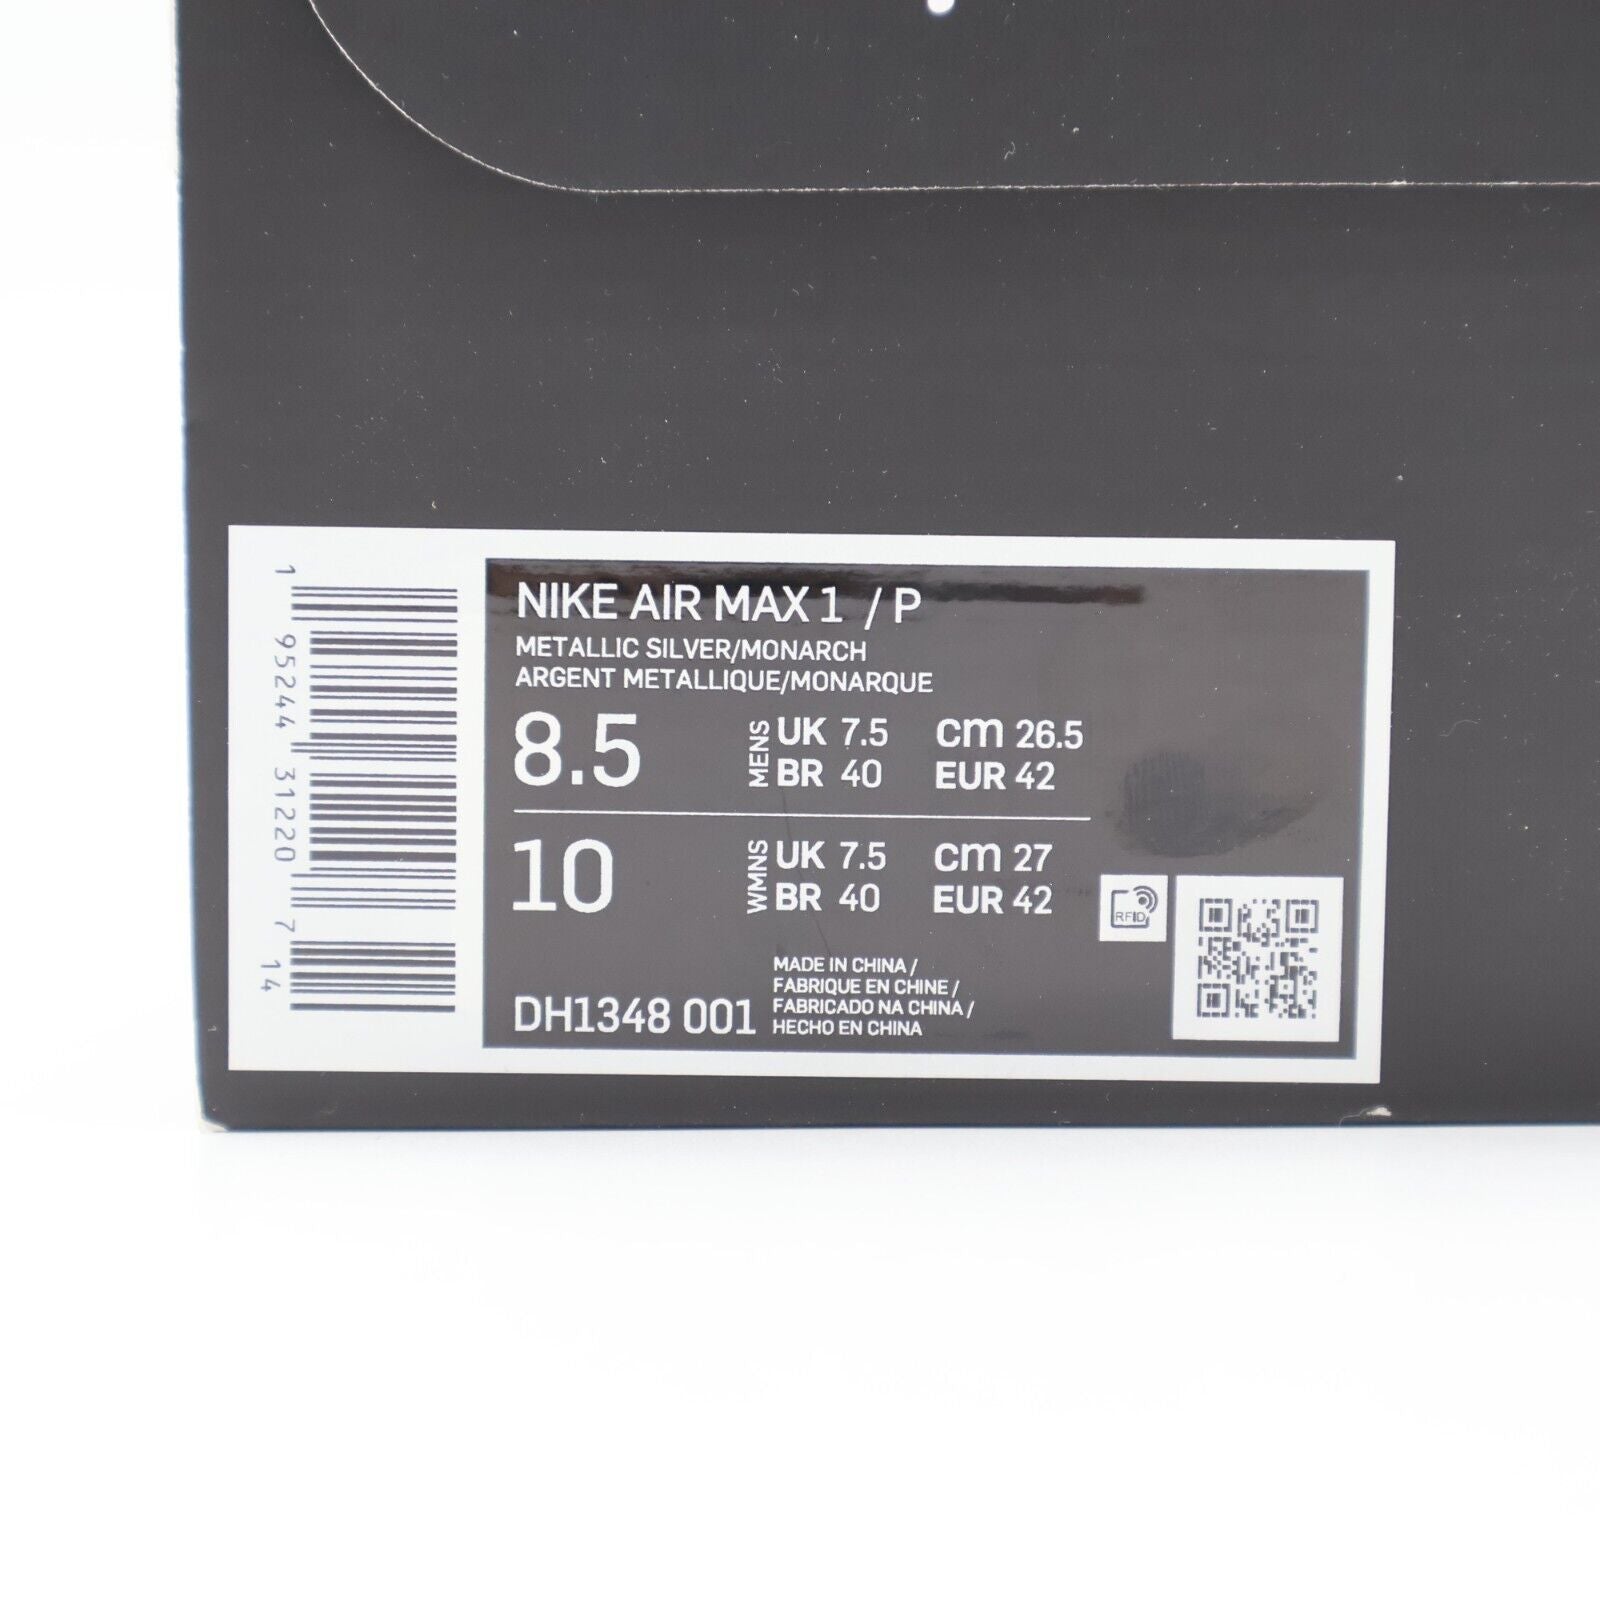 NIKE AIR MAX 1 / P
METALLIC SILVER/MONARCH
ARGENT METALLIQUE/MONARQUE
8.5 MENS UK 7.5 cm 26.5
BR 40 EUR 42
10 WMNS UK 7.5 cm 27
BR 40 EUR 42
DH1348 001
MADE IN CHINA /
FABRIQUE EN CHINE /
FABRICADO NA CHINA /
HECHO EN CHINA
RFID
1 95244 31220 7 14